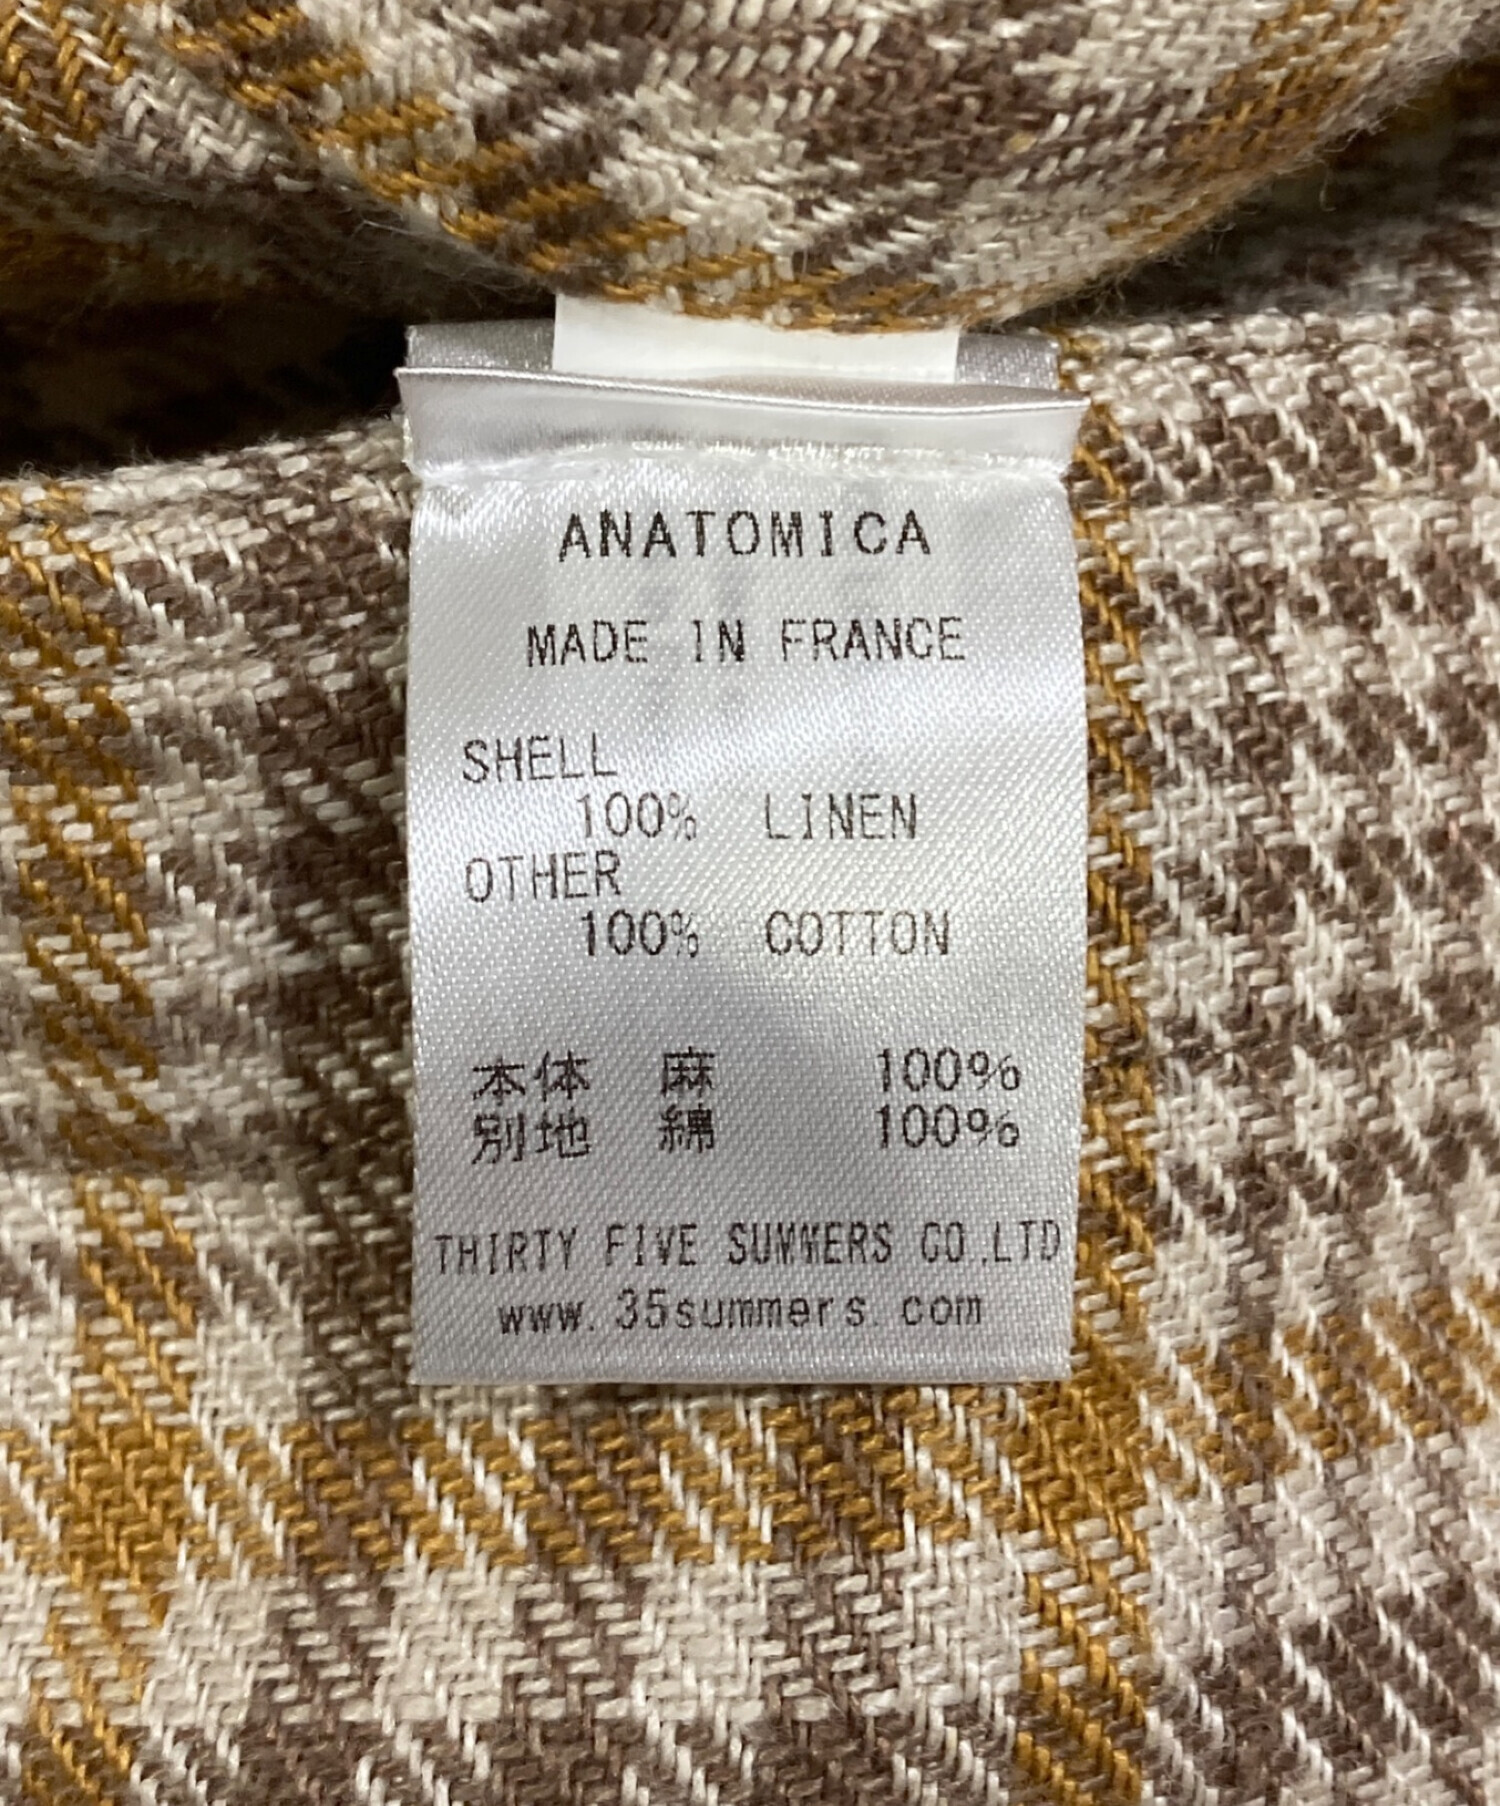 ANATOMICA
MADE IN FRANCE
SHELL
100% LINEN
OTHER
100% COTTON
本体 麻 100%
別地 綿 100%
THIRTY FIVE SUMMERS CO.,LTD
www.35summers.com